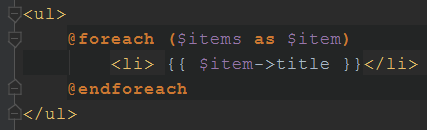 <ul>
    @foreach ($items as $item)
        <li> {{ $item->title }}</li>
    @endforeach
</ul>